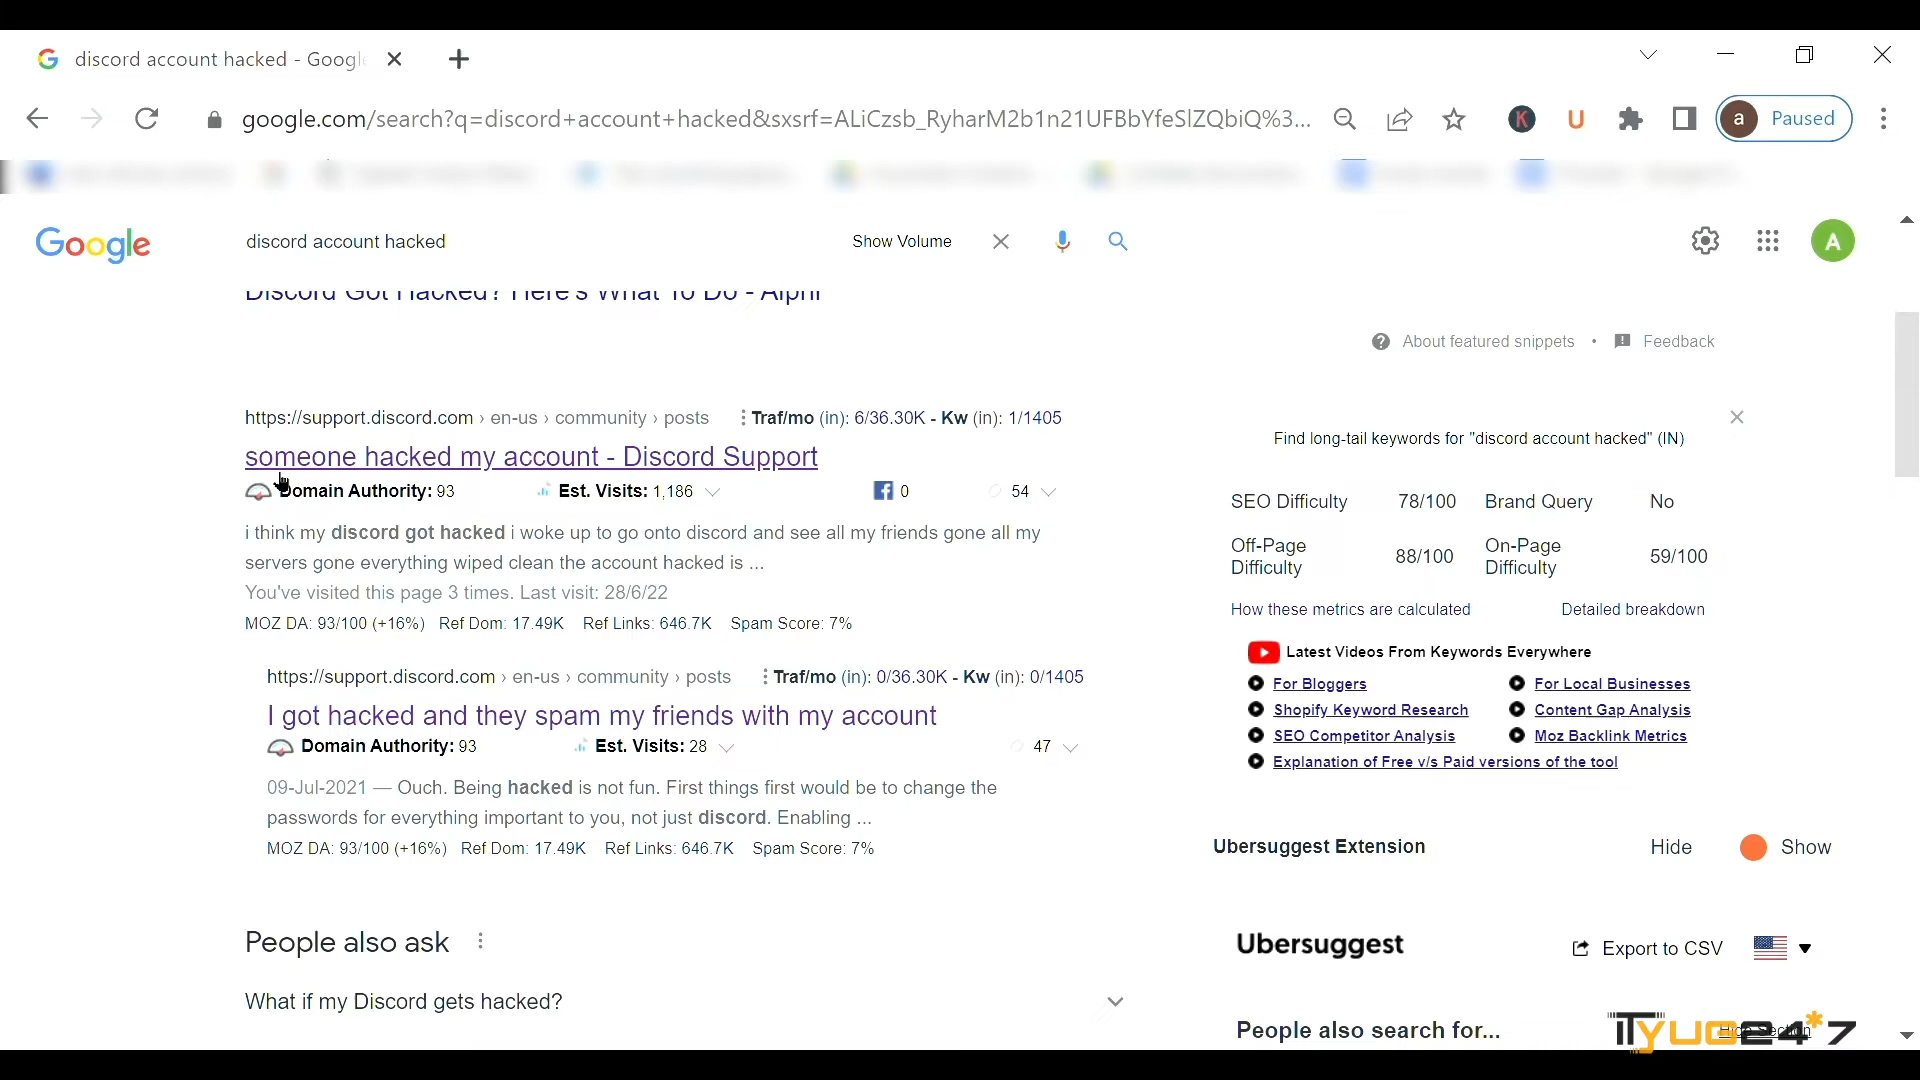 discord account hacked - Googl
google.com/search?q=discord+account+hacked&sxsrf=ALiCzsb_RyharM2b1n21UFBbYfeSlZQbiQ%3...
K
U
a Paused
Google
discord account hacked
Show Volume
A
Discord Got Hacked? Here's What To Do -
About featured snippets • Feedback
https://support.discord.com › en-us › community › posts
Traf/mo (in): 6/36.30K - Kw (in): 1/1405
someone hacked my account - Discord Support
Domain Authority: 93 Est. Visits: 1,186 0 54
i think my discord got hacked i woke up to go onto discord and see all my friends gone all my
servers gone everything wiped clean the account hacked is ...
You've visited this page 3 times. Last visit: 28/6/22
MOZ DA: 93/100 (+16%) Ref Dom: 17.49K Ref Links: 646.7K Spam Score: 7%
https://support.discord.com › en-us › community › posts
Traf/mo (in): 0/36.30K - Kw (in): 0/1405
I got hacked and they spam my friends with my account
Domain Authority: 93 Est. Visits: 28 47
09-Jul-2021 — Ouch. Being hacked is not fun. First things first would be to change the
passwords for everything important to you, not just discord. Enabling ...
MOZ DA: 93/100 (+16%) Ref Dom: 17.49K Ref Links: 646.7K Spam Score: 7%
People also ask
What if my Discord gets hacked?
Find long-tail keywords for "discord account hacked" (IN)
SEO Difficulty 78/100 Brand Query No
Off-Page Difficulty 88/100 On-Page Difficulty 59/100
How these metrics are calculated Detailed breakdown
Latest Videos From Keywords Everywhere
For Bloggers For Local Businesses
Shopify Keyword Research Content Gap Analysis
SEO Competitor Analysis Moz Backlink Metrics
Explanation of Free v/s Paid versions of the tool
Ubersuggest Extension Hide Show
Ubersuggest Export to CSV
People also search for...
Hide Section
ITYUG24*7